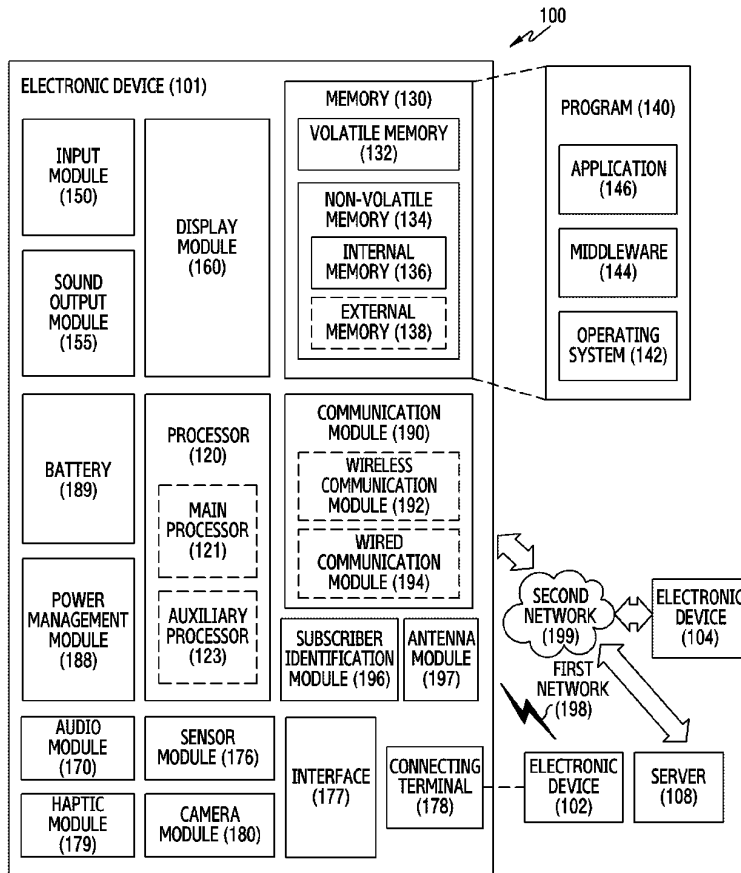 100
ELECTRONIC DEVICE (101)
INPUT
MODULE
(150)
SOUND
OUTPUT
MODULE
(155)
DISPLAY
MODULE
(160)
MEMORY (130)
VOLATILE MEMORY
(132)
NON-VOLATILE
MEMORY (134)
INTERNAL
MEMORY (136)
EXTERNAL
MEMORY (138)
PROGRAM (140)
APPLICATION
(146)
MIDDLEWARE
(144)
OPERATING
SYSTEM (142)
BATTERY
(189)
POWER
MANAGEMENT
MODULE
(188)
PROCESSOR
(120)
MAIN
PROCESSOR
(121)
AUXILIARY
PROCESSOR
(123)
COMMUNICATION
MODULE (190)
WIRELESS
COMMUNICATION
MODULE (192)
WIRED
COMMUNICATION
MODULE (194)
SUBSCRIBER
IDENTIFICATION
MODULE (196)
ANTENNA
MODULE
(197)
SECOND
NETWORK
(199)
ELECTRONIC
DEVICE
(104)
FIRST
NETWORK
(198)
AUDIO
MODULE
(170)
SENSOR
MODULE (176)
INTERFACE
(177)
CONNECTING
TERMINAL
(178)
ELECTRONIC
DEVICE
(102)
SERVER
(108)
HAPTIC
MODULE
(179)
CAMERA
MODULE (180)